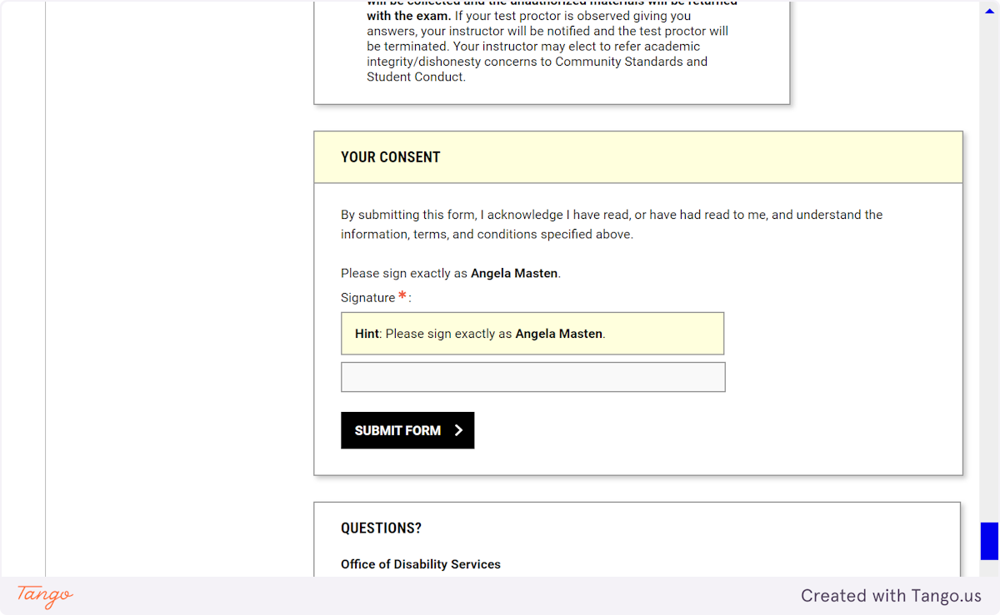 will be collected and the unauthorized materials will be returned
with the exam. If your test proctor is observed giving you
answers, your instructor will be notified and the test proctor will
be terminated. Your instructor may elect to refer academic
integrity/dishonesty concerns to Community Standards and
Student Conduct.
YOUR CONSENT
By submitting this form, I acknowledge I have read, or have had read to me, and understand the
information, terms, and conditions specified above.
Please sign exactly as Angela Masten.
Signature * :
Hint: Please sign exactly as Angela Masten.
SUBMIT FORM
QUESTIONS?
Office of Disability Services
Tango
Created with Tango.us